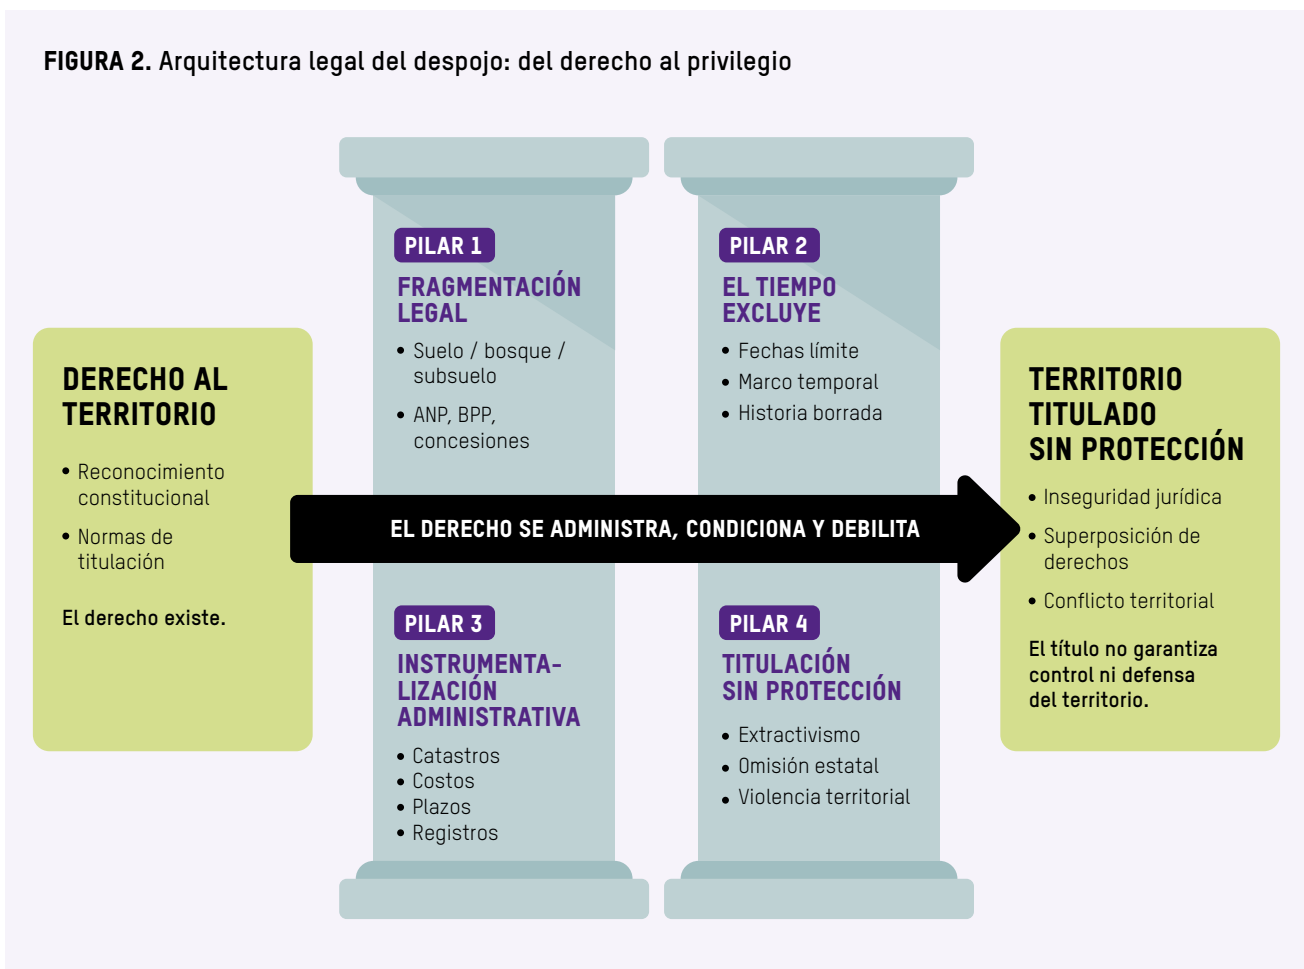 FIGURA 2. Arquitectura legal del despojo: del derecho al privilegio
DERECHO AL
TERRITORIO
• Reconocimiento
constitucional
• Normas de
titulación
El derecho existe.
PILAR 1
FRAGMENTACIÓN
LEGAL
• Suelo / bosque /
subsuelo
• ANP, BPP,
concesiones
PILAR 2
EL TIEMPO
EXCLUYE
• Fechas límite
• Marco temporal
• Historia borrada
EL DERECHO SE ADMINISTRA, CONDICIONA Y DEBILITA
PILAR 3
INSTRUMENTA-
LIZACIÓN
ADMINISTRATIVA
• Catastros
• Costos
• Plazos
• Registros
PILAR 4
TITULACIÓN
SIN PROTECCIÓN
• Extractivismo
• Omisión estatal
• Violencia territorial
TERRITORIO
TITULADO
SIN PROTECCIÓN
• Inseguridad jurídica
• Superposición de
derechos
• Conflicto territorial
El título no garantiza
control ni defensa
del territorio.